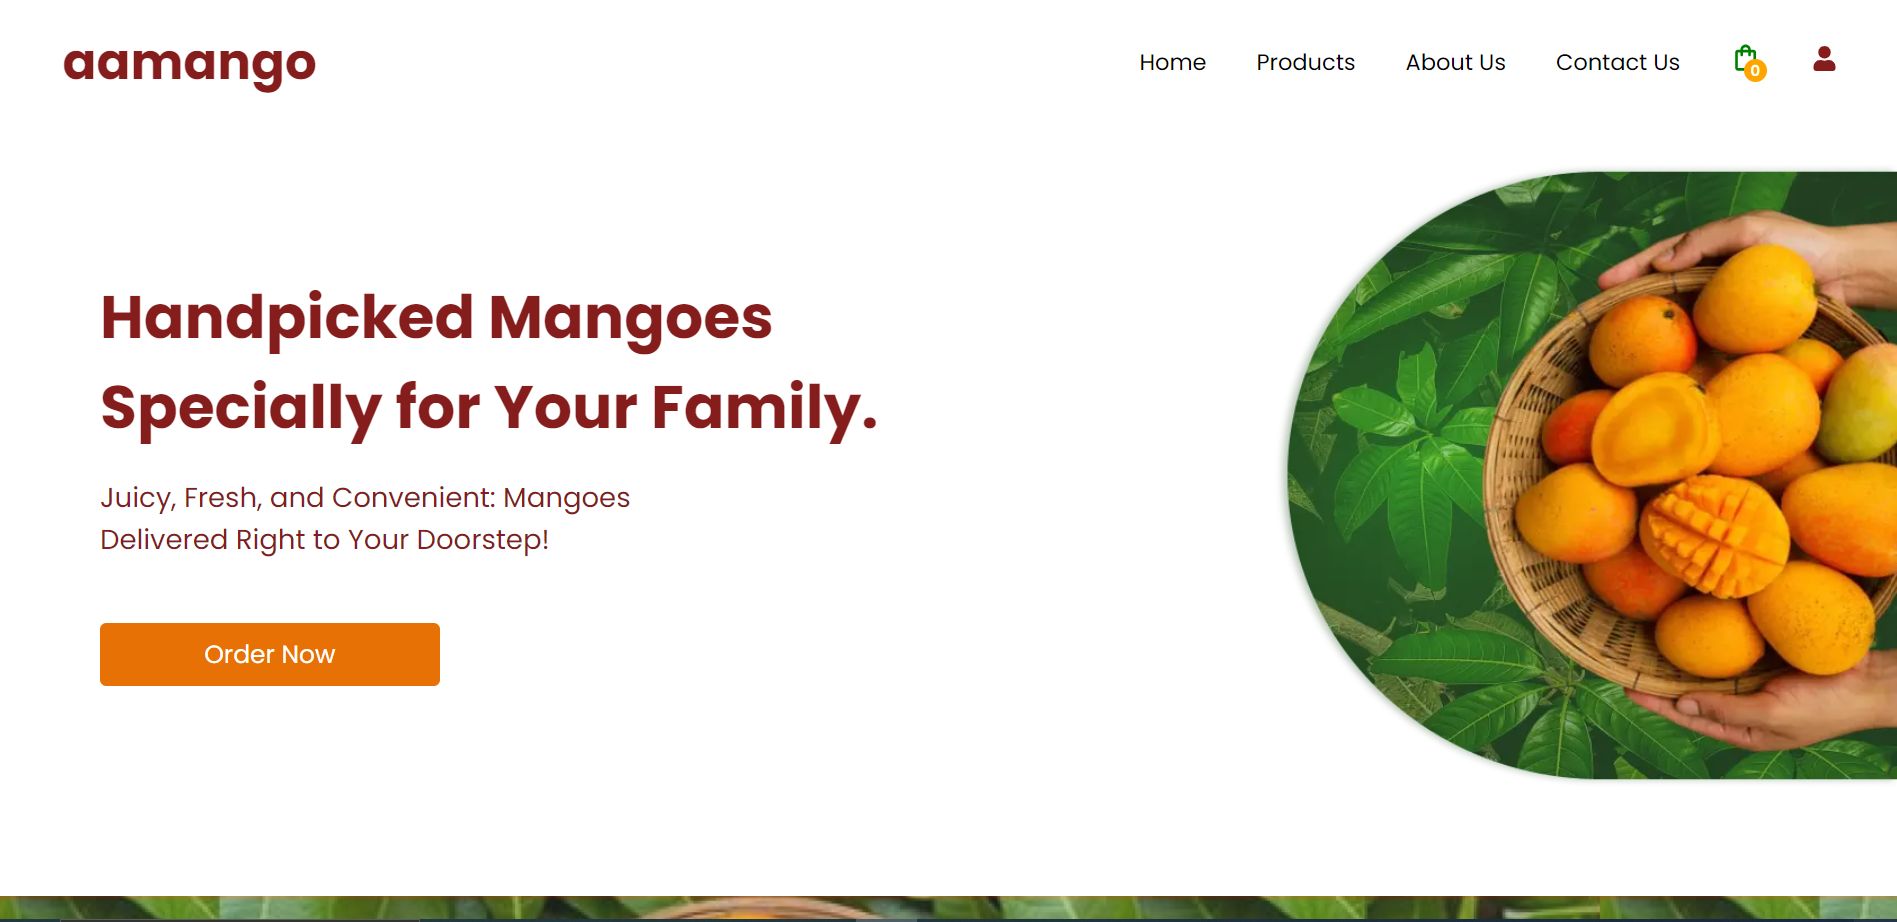 aamango
Home
Products
About Us
Contact Us
0
Handpicked Mangoes
Specially for Your Family.
Juicy, Fresh, and Convenient: Mangoes
Delivered Right to Your Doorstep!
Order Now